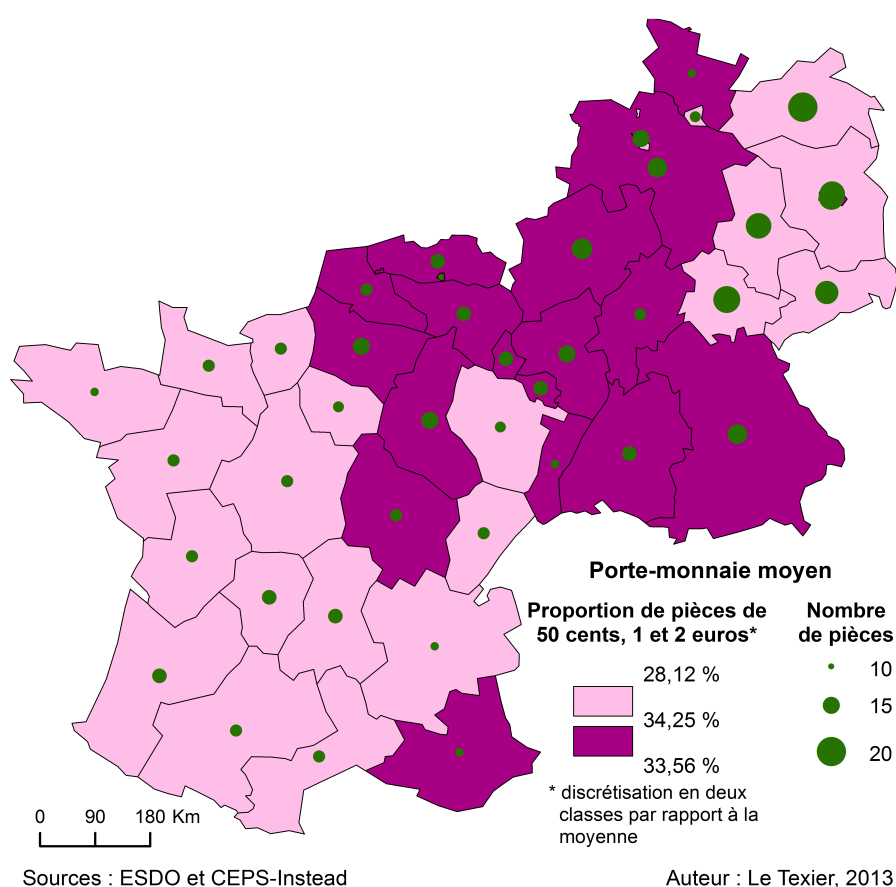 Porte-monnaie moyen
Proportion de pièces de
50 cents, 1 et 2 euros*
28,12 %
34,25 %
33,56 %
* discrétisation en deux
classes par rapport à la
moyenne
Nombre
de pièces
10
15
20
0 90 180 Km
Sources : ESDO et CEPS-Instead
Auteur : Le Texier, 2013